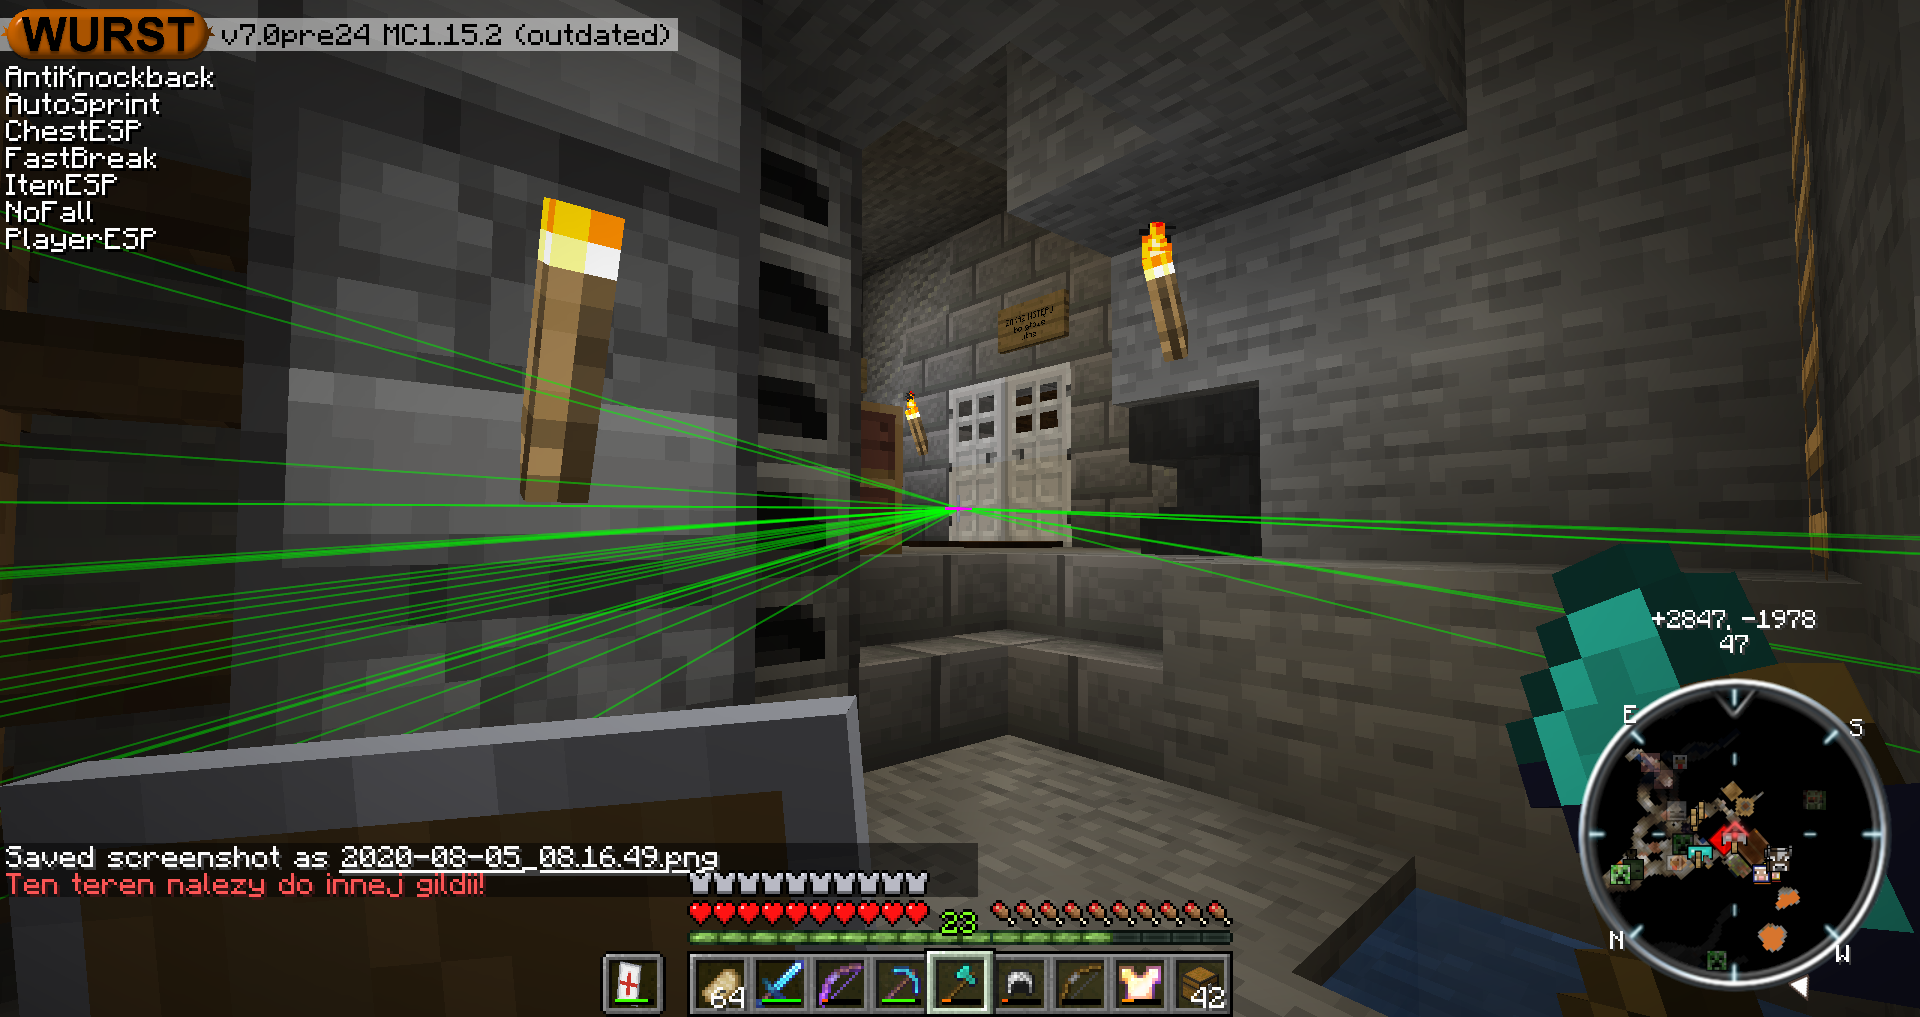 WURST v7.0pre24 MC1.15.2 (outdated)
AntiKnockback
AutoSprint
ChestESP
FastBreak
ItemESP
NoFall
PlayerESP
+2847, -1978
47
E
S
N
W
Saved screenshot as 2020-08-05_08.16.49.png
Ten teren nalezy do innej gildii!
23
64
42